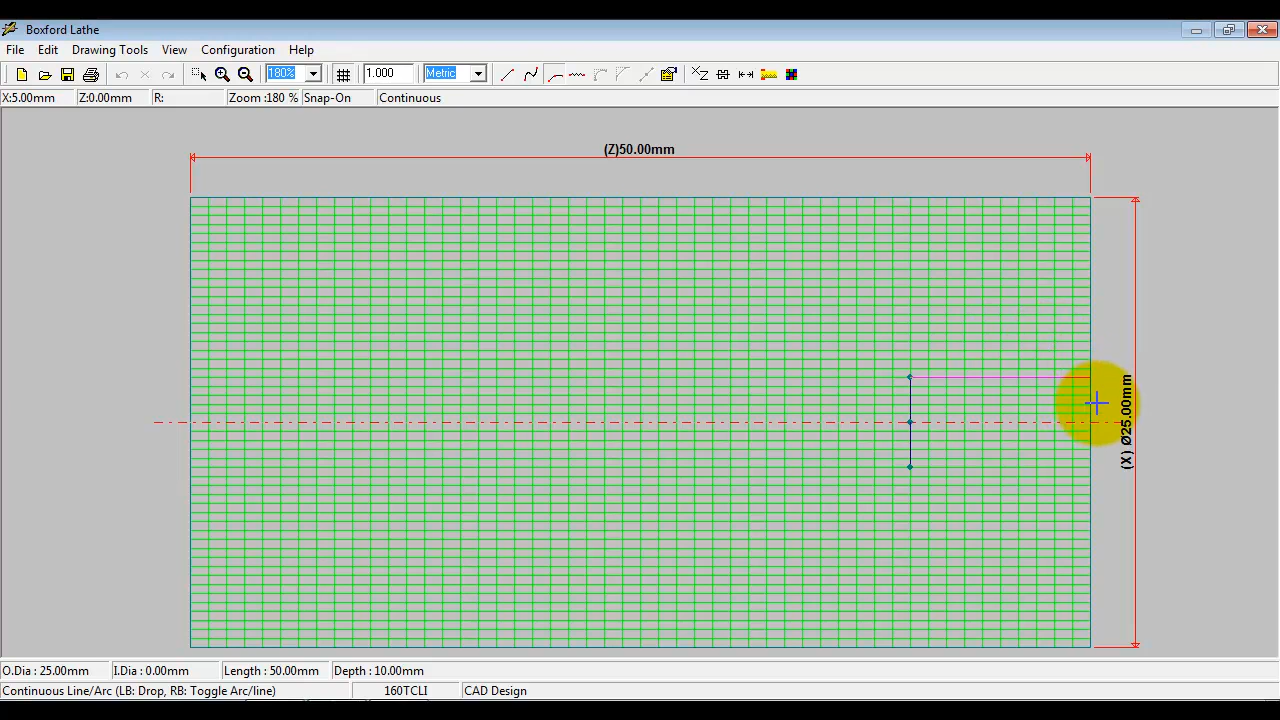 Boxford Lathe
File Edit Drawing Tools View Configuration Help
180% 1.000 Metric
X:5.00mm Z:0.00mm R: Zoom :180 % Snap-On Continuous
(Z)50.00mm
(X) Ø25.00mm
O.Dia : 25.00mm I.Dia : 0.00mm Length : 50.00mm Depth : 10.00mm
Continuous Line/Arc (LB: Drop, RB: Toggle Arc/line) 160TCLI CAD Design